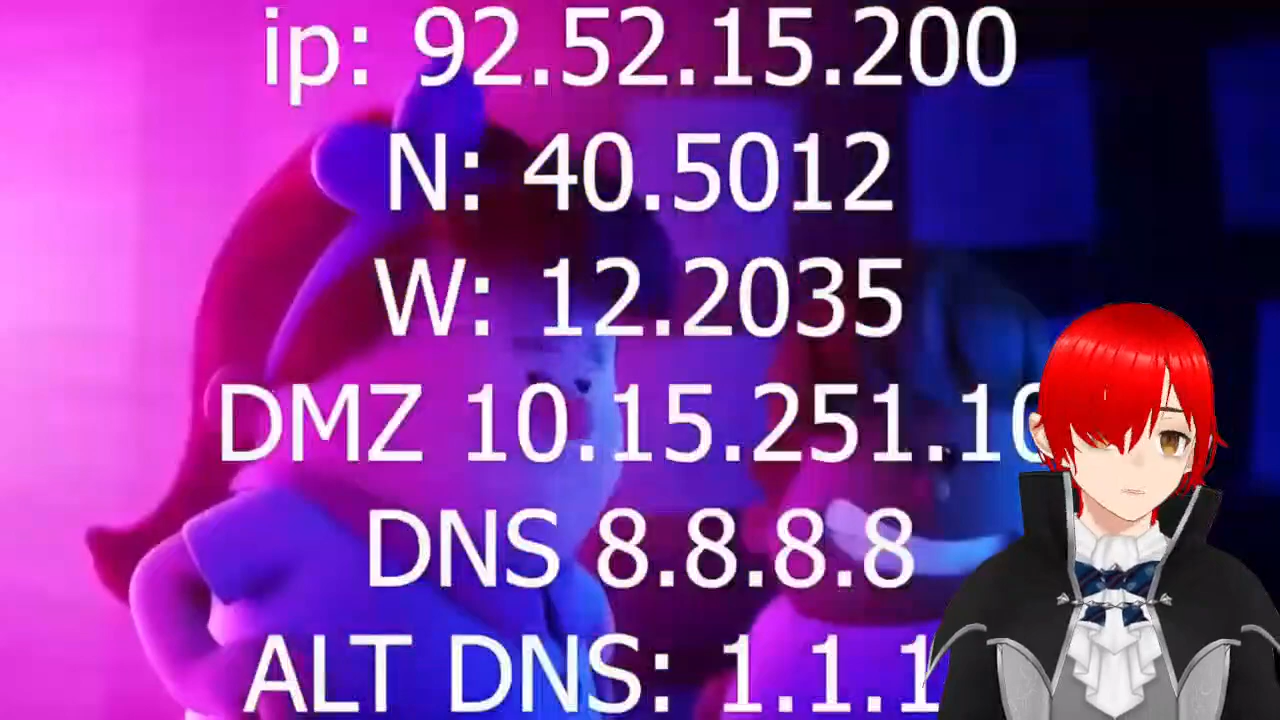 ip: 92.52.15.200
N: 40.5012
W: 12.2035
DMZ 10.15.251.10
DNS 8.8.8.8
ALT DNS: 1.1.1